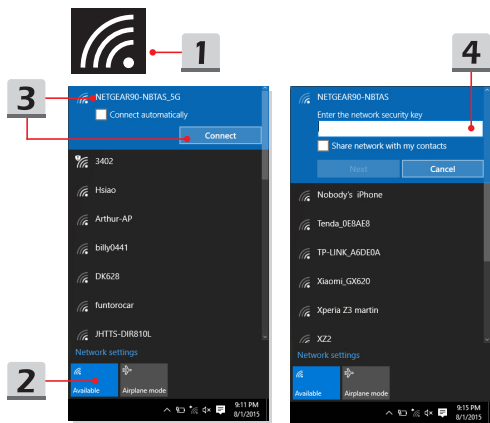 1
4
3
NETGEAR90-NBTAS_5G
Connect automatically
Connect
3402
Hsiao
Arthur-AP
billy0441
DK628
funtorocar
JHTTS-DIR810L
Network settings
2
Available
Airplane mode
9:11 PM
8/1/2015
NETGEAR90-NBTAS
Enter the network security key
Share network with my contacts
Next
Cancel
Nobody's iPhone
Tenda_0E8AE8
TP-LINK_A6DE0A
Xiaomi_GX620
Xperia Z3 martin
XZ2
Network settings
Available
Airplane mode
9:15 PM
8/1/2015